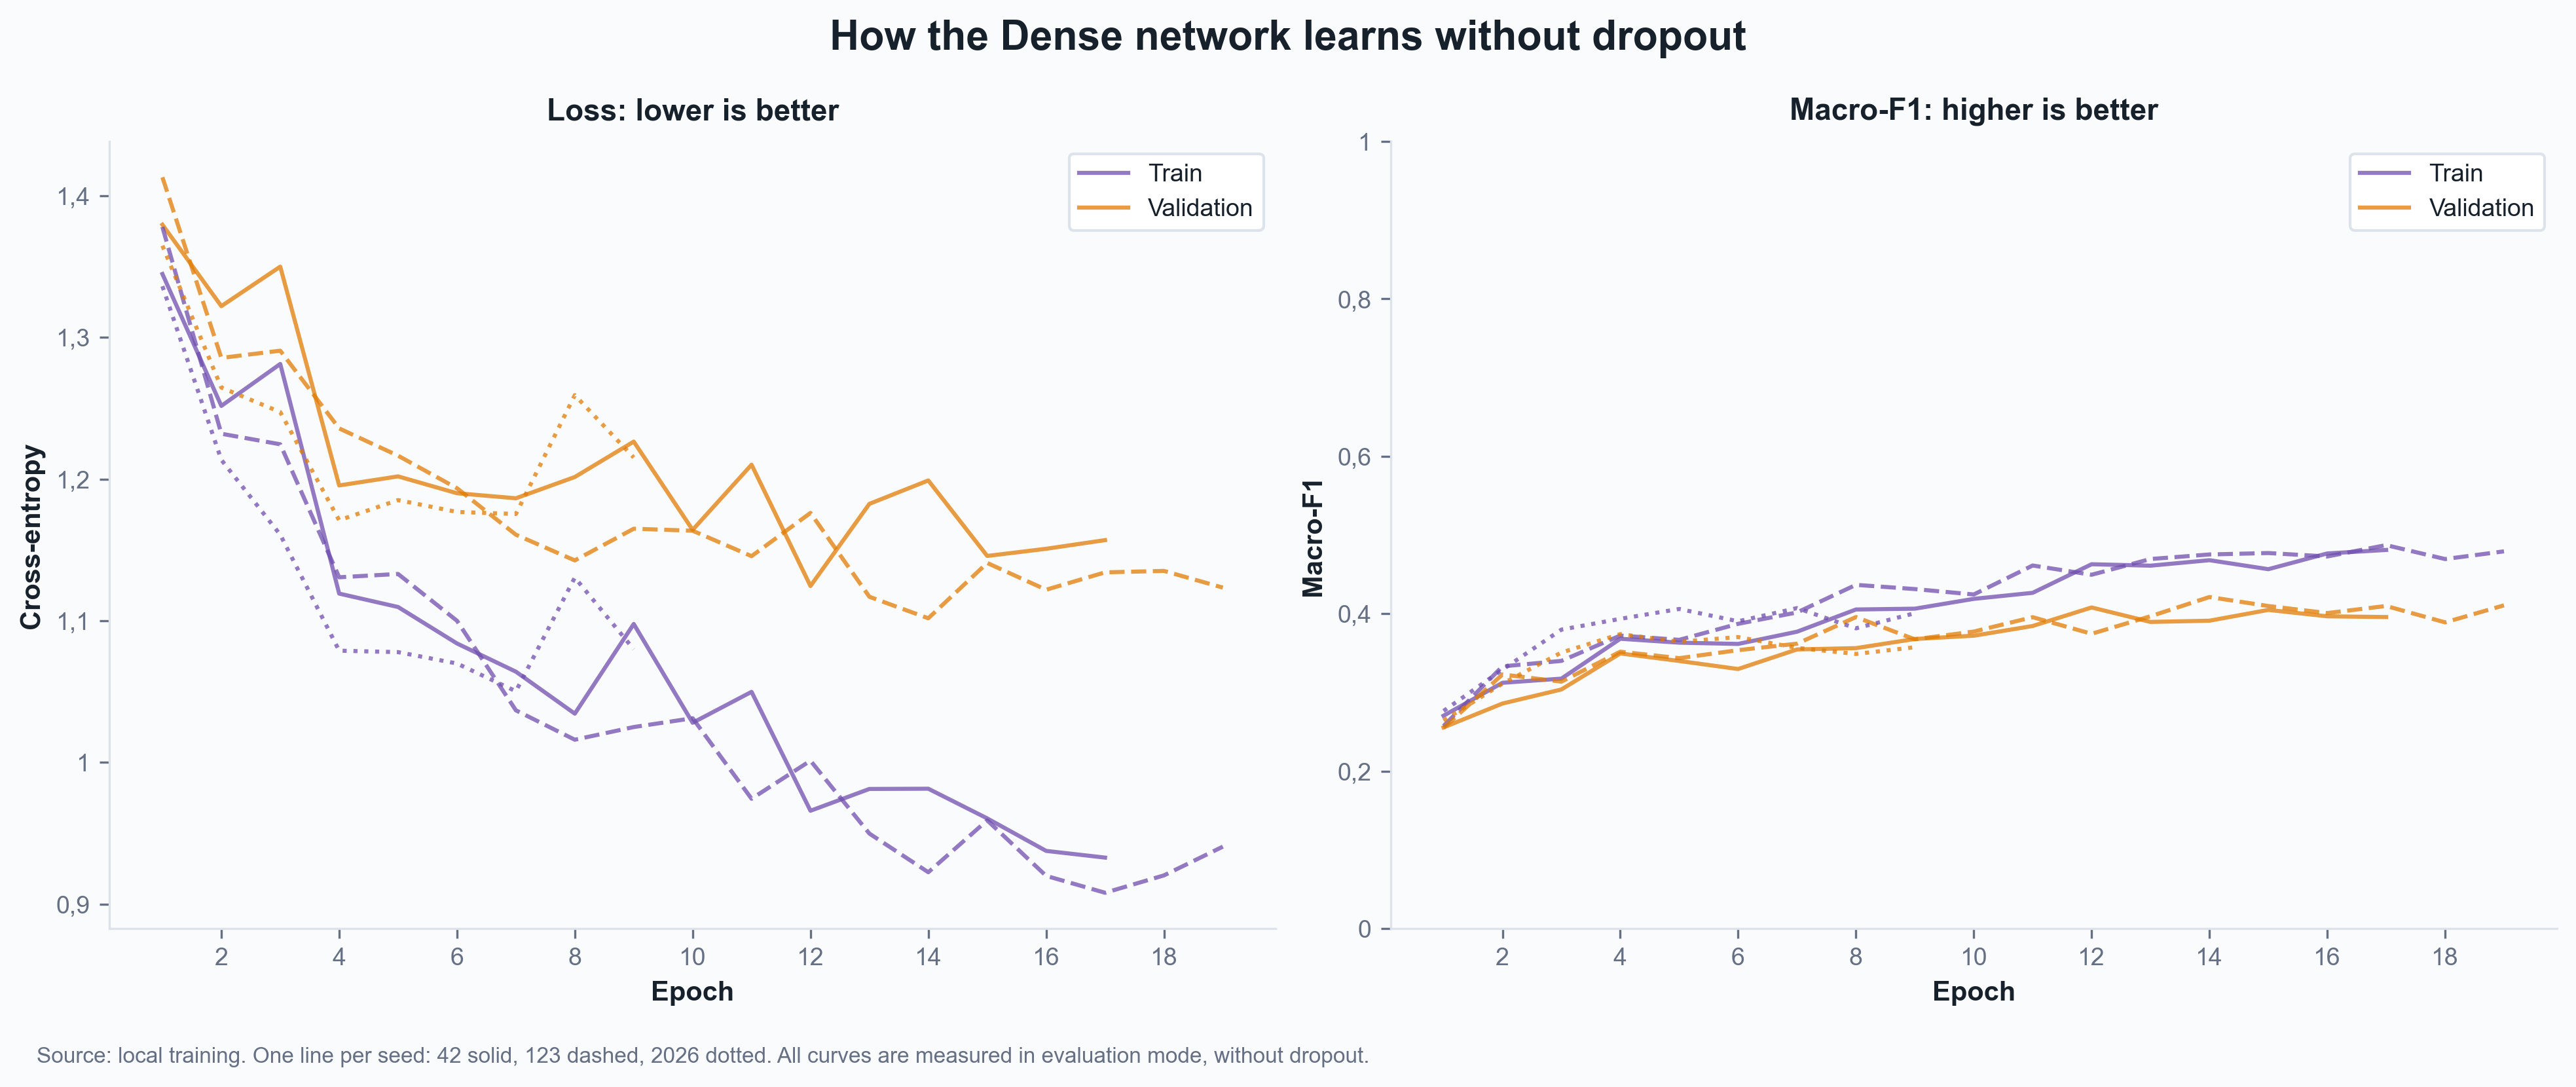 How the Dense network learns without dropout
Loss: lower is better
Train
Validation
1,4
1,3
1,2
1,1
1
0,9
Cross-entropy
2 4 6 8 10 12 14 16 18
Epoch
Macro-F1: higher is better
Train
Validation
1
0,8
0,6
0,4
0,2
0
Macro-F1
2 4 6 8 10 12 14 16 18
Epoch
Source: local training. One line per seed: 42 solid, 123 dashed, 2026 dotted. All curves are measured in evaluation mode, without dropout.